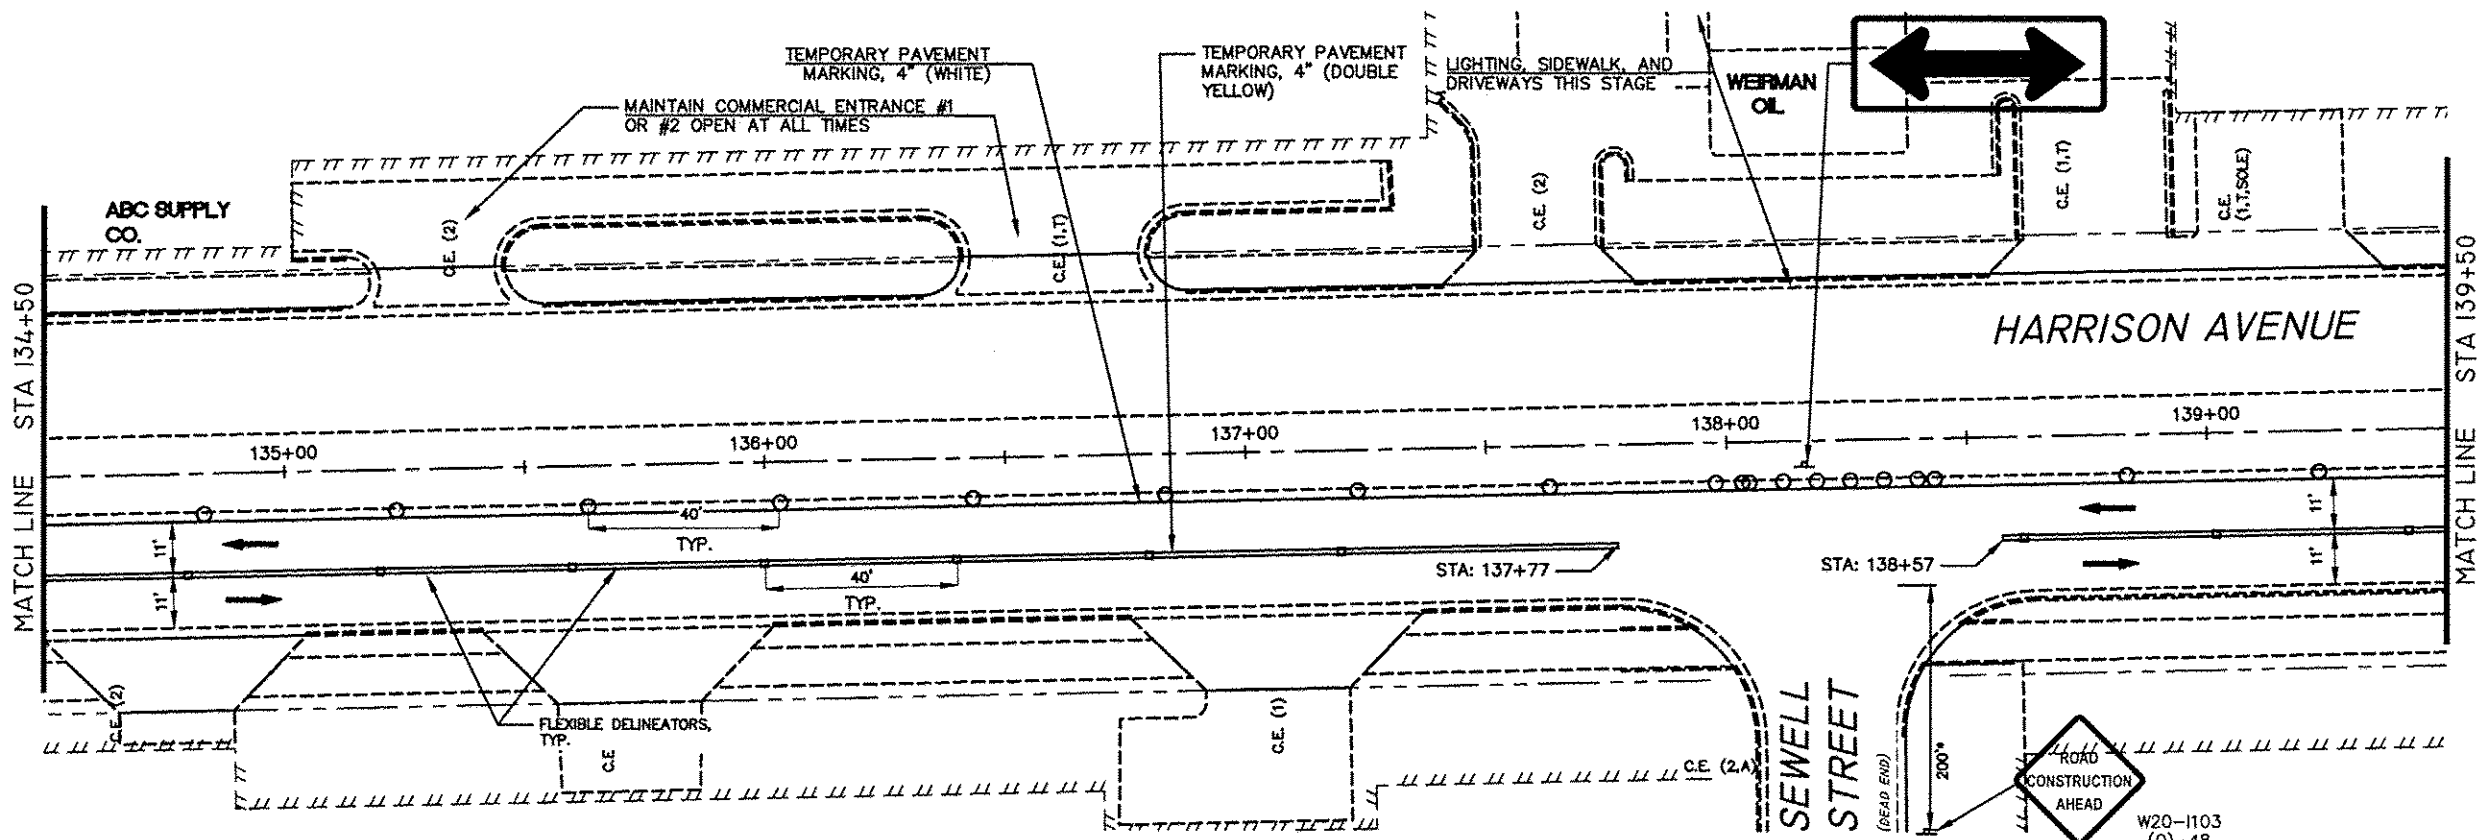 TEMPORARY PAVEMENT
MARKING, 4" (WHITE)
TEMPORARY PAVEMENT
MARKING, 4" (DOUBLE
YELLOW)
LIGHTING, SIDEWALK, AND
DRIVEWAYS THIS STAGE
WEIRMAN
OIL
MAINTAIN COMMERCIAL ENTRANCE #1
OR #2 OPEN AT ALL TIMES
ABC SUPPLY
CO.
C.E. (2)
C.E. (1,T)
C.E. (2)
C.E. (1,T)
C.E.
(1,T,SOLE)
HARRISON AVENUE
MATCH LINE STA 134+50
MATCH LINE STA 139+50
135+00
136+00
137+00
138+00
139+00
40'
TYP.
11'
11'
40'
TYP.
STA: 137+77
STA: 138+57
11'
11'
C.E. (2)
FLEXIBLE DELINEATORS,
TYP.
C.E
C.E. (1)
C.E. (2,A)
SEWELL
STREET
(DEAD END)
200'*
ROAD
CONSTRUCTION
AHEAD
W20-I103
(O)-48